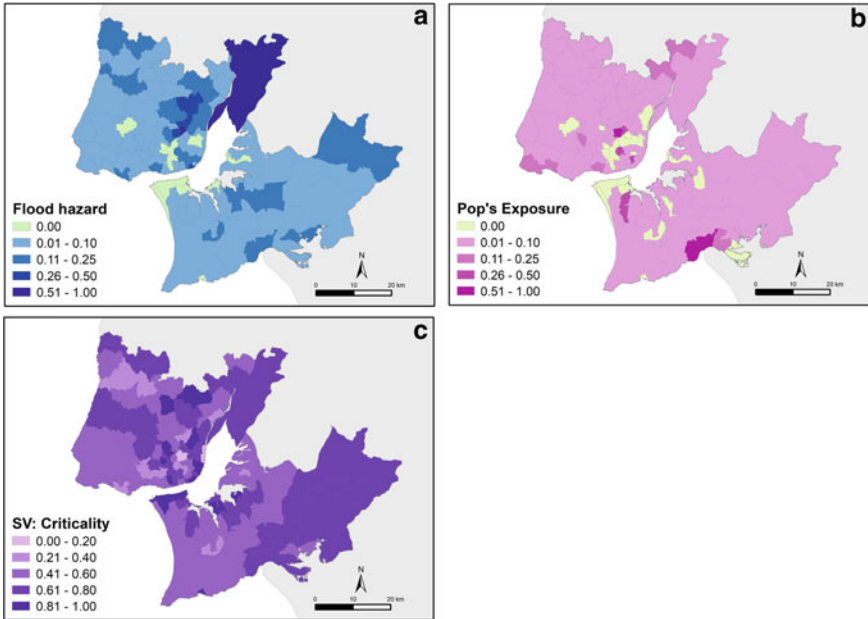 a
Flood hazard
0.00
0.01 - 0.10
0.11 - 0.25
0.26 - 0.50
0.51 - 1.00
N
0 10 20 km
b
Pop's Exposure
0.00
0.01 - 0.10
0.11 - 0.25
0.26 - 0.50
0.51 - 1.00
N
0 10 20 km
c
SV: Criticality
0.00 - 0.20
0.21 - 0.40
0.41 - 0.60
0.61 - 0.80
0.81 - 1.00
N
0 10 20 km